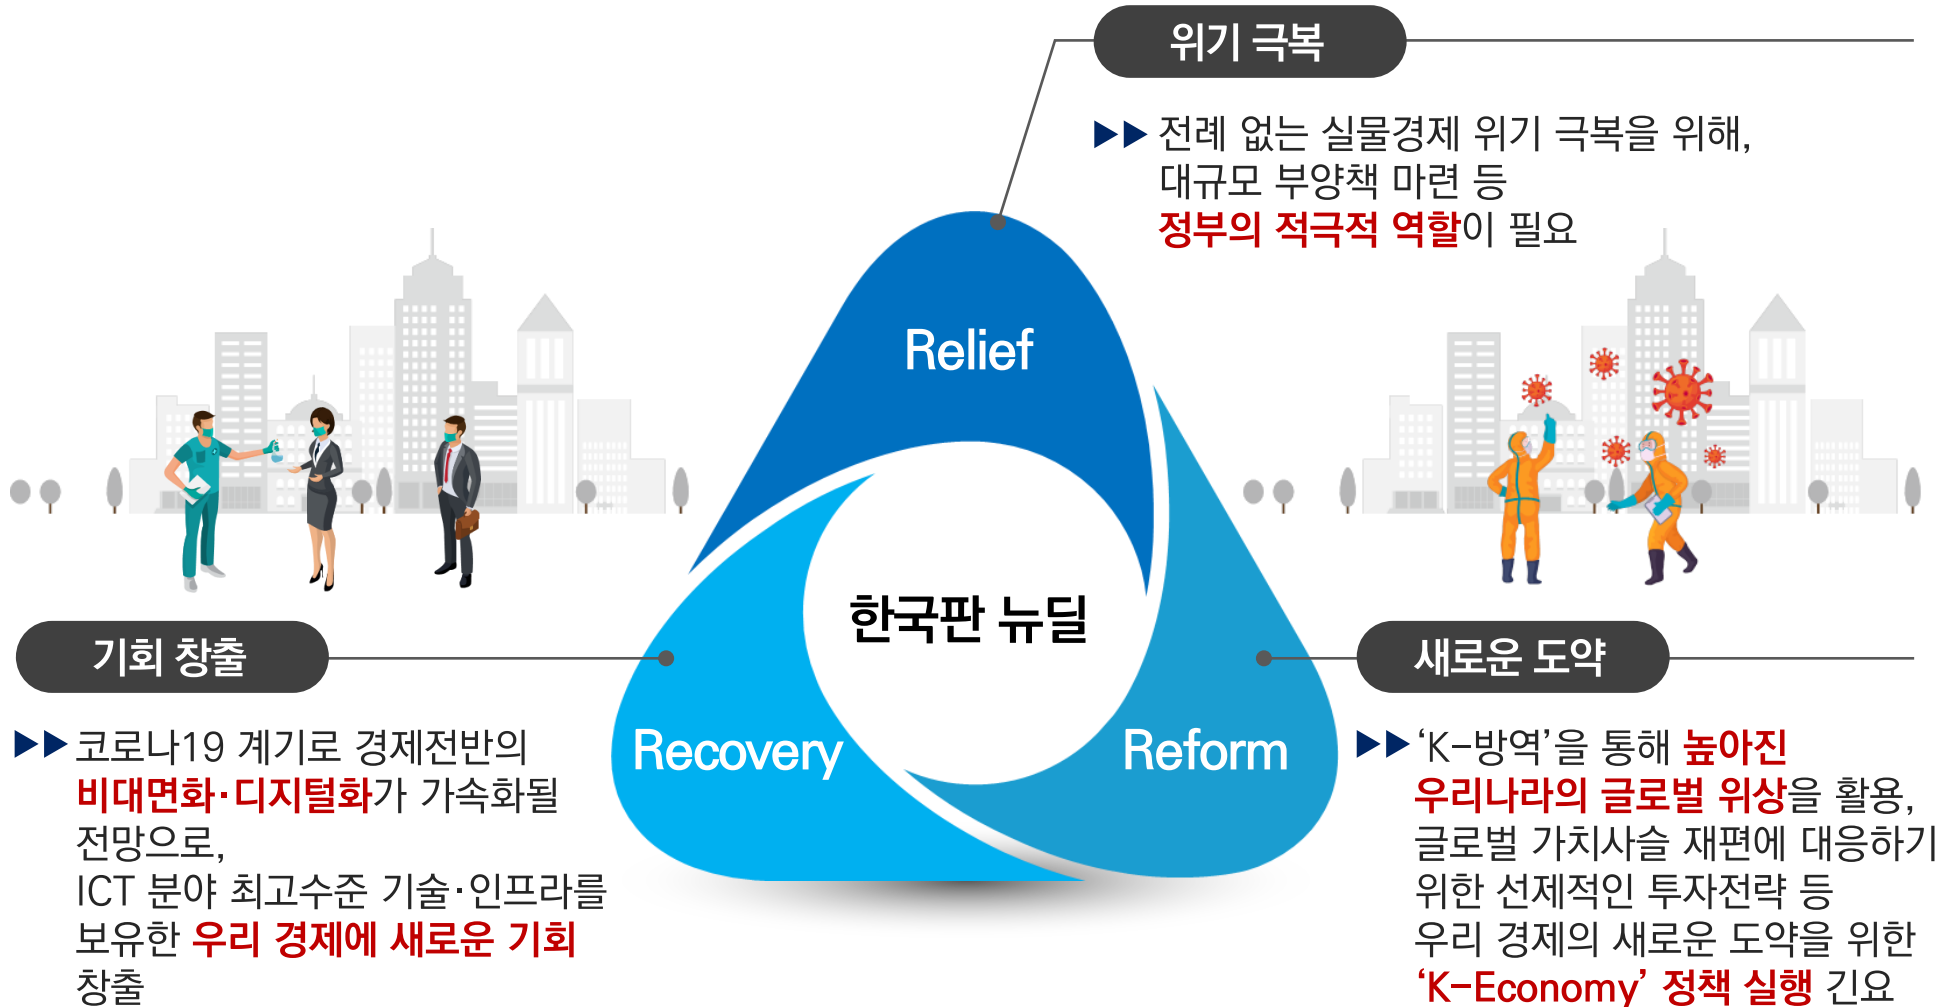 위기 극복
▶▶ 전례 없는 실물경제 위기 극복을 위해,
대규모 부양책 마련 등
정부의 적극적 역할이 필요
Relief
한국판 뉴딜
Recovery
Reform
기회 창출
▶▶ 코로나19 계기로 경제전반의
비대면화·디지털화가 가속화될
전망으로,
ICT 분야 최고수준 기술·인프라를
보유한 우리 경제에 새로운 기회
창출
새로운 도약
▶▶ ‘K-방역’을 통해 높아진
우리나라의 글로벌 위상을 활용,
글로벌 가치사슬 재편에 대응하기
위한 선제적인 투자전략 등
우리 경제의 새로운 도약을 위한
‘K-Economy’ 정책 실행 긴요